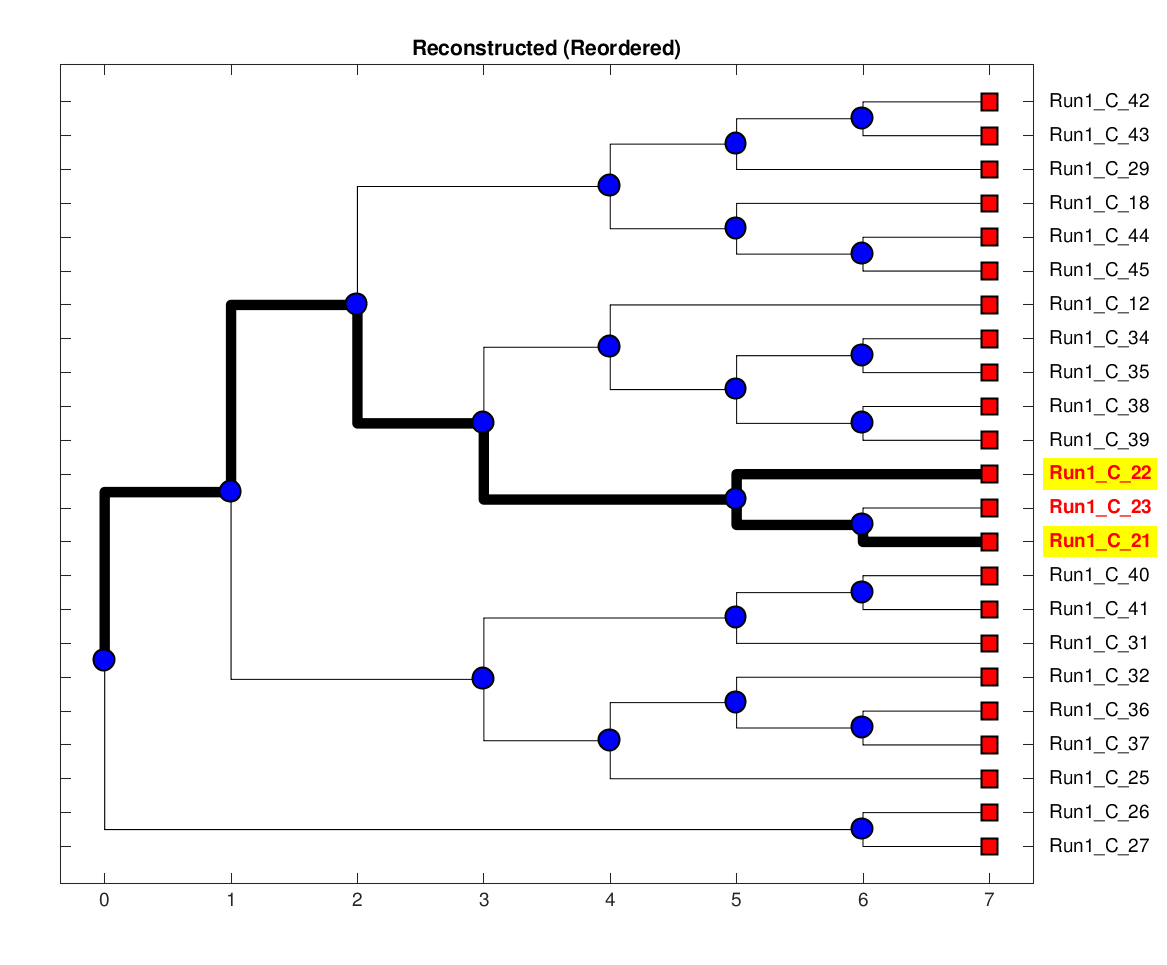 Reconstructed (Reordered)
Run1_C_42
Run1_C_43
Run1_C_29
Run1_C_18
Run1_C_44
Run1_C_45
Run1_C_12
Run1_C_34
Run1_C_35
Run1_C_38
Run1_C_39
Run1_C_22
Run1_C_23
Run1_C_21
Run1_C_40
Run1_C_41
Run1_C_31
Run1_C_32
Run1_C_36
Run1_C_37
Run1_C_25
Run1_C_26
Run1_C_27
0 1 2 3 4 5 6 7